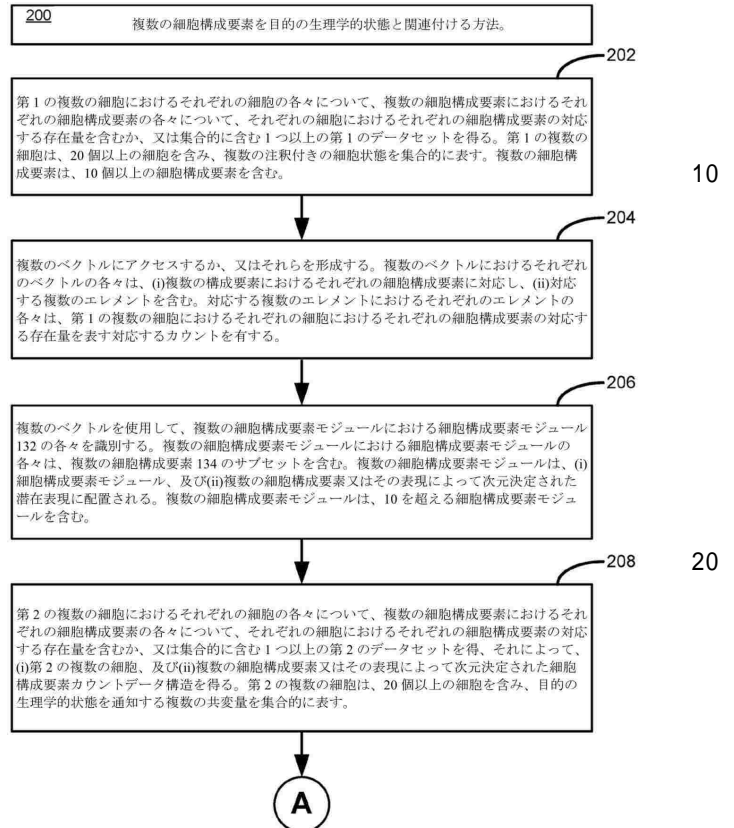 200
複数の細胞構成要素を目的の生理学的状態と関連付ける方法。
202
第1の複数の細胞におけるそれぞれの細胞の各々について、複数の細胞構成要素におけるそれ
ぞれの細胞構成要素の各々について、それぞれの細胞におけるそれぞれの細胞構成要素の対応
する存在量を含むか、又は集合的に含む1つ以上の第1のデータセットを得る。第1の複数の
細胞は、20個以上の細胞を含み、複数の注釈付きの細胞状態を集合的に表す。複数の細胞構
成要素は、10個以上の細胞構成要素を含む。
10
204
複数のベクトルにアクセスするか、又はそれらを形成する。複数のベクトルにおけるそれぞれ
のベクトルの各々は、(i)複数の構成要素におけるそれぞれの細胞構成要素に対応し、(ii)対応
する複数のエレメントを含む。対応する複数のエレメントにおけるそれぞれのエレメントの
各々は、第1の複数の細胞におけるそれぞれの細胞におけるそれぞれの細胞構成要素の対応す
る存在量を表す対応するカウントを有する。
206
複数のベクトルを使用して、複数の細胞構成要素モジュールにおける細胞構成要素モジュール
132の各々を識別する。複数の細胞構成要素モジュールにおける細胞構成要素モジュールの
各々は、複数の細胞構成要素134のサブセットを含む。複数の細胞構成要素モジュールは、(i)
細胞構成要素モジュール、及び(ii)複数の細胞構成要素又はその表現によって次元決定された
潜在表現に配置される。複数の細胞構成要素モジュールは、10を超える細胞構成要素モジュ
ールを含む。
208
20
第2の複数の細胞におけるそれぞれの細胞の各々について、複数の細胞構成要素におけるそれ
ぞれの細胞構成要素の各々について、それぞれの細胞におけるそれぞれの細胞構成要素の対応
する存在量を含むか、又は集合的に含む1つ以上の第2のデータセットを得、それによって、
(i)第2の複数の細胞、及び(ii)複数の細胞構成要素又はその表現によって次元決定された細胞
構成要素カウントデータ構造を得る。第2の複数の細胞は、20個以上の細胞を含み、目的の
生理学的状態を通知する複数の共変量を集合的に表す。
A